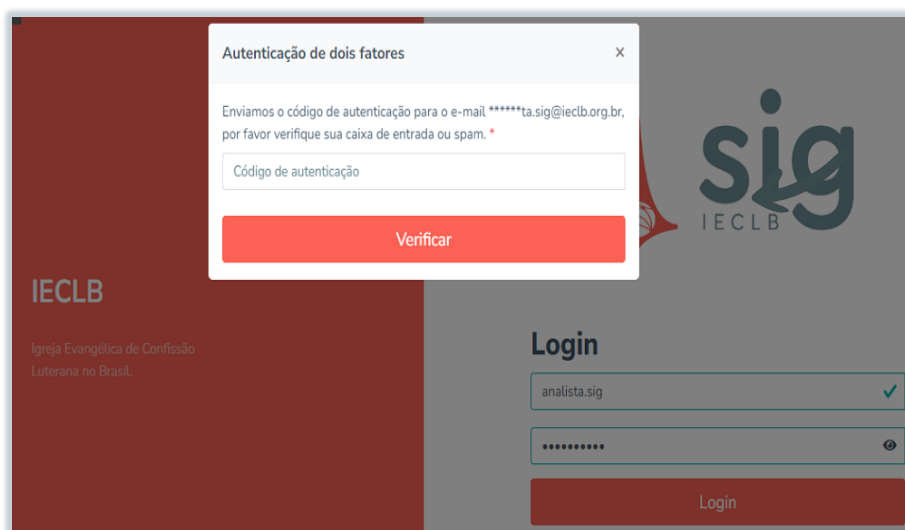 Autenticação de dois fatores
×
Enviamos o código de autenticação para o e-mail ******ta.sig@ieclb.org.br,
por favor verifique sua caixa de entrada ou spam. *
Código de autenticação
Verificar
sig
IECLB
IECLB
Igreja Evangélica de Confissão
Luterana no Brasil.
Login
analista.sig
••••••••••
Login